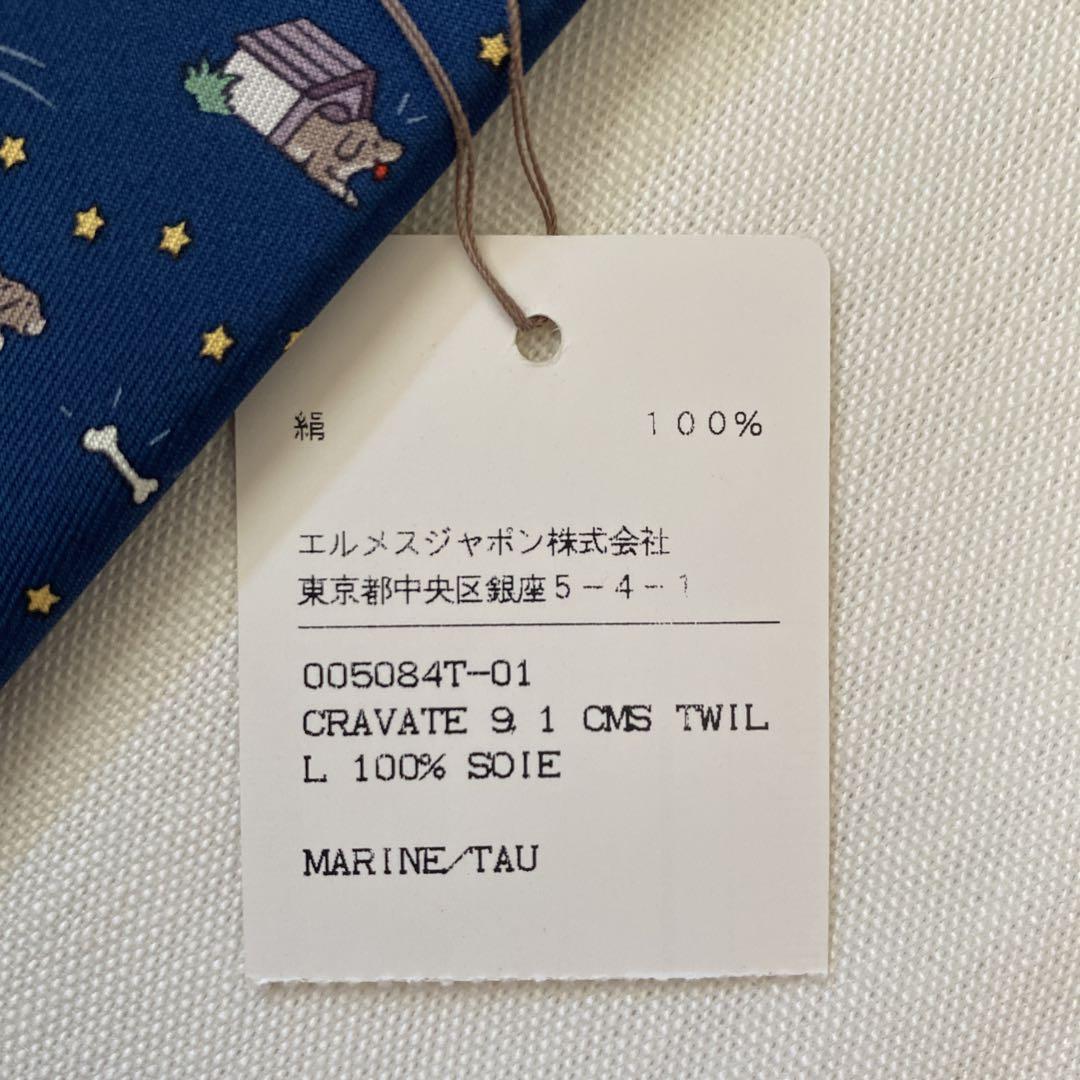 絹 100%
エルメスジャポン株式会社
東京都中央区銀座5-4-1
005084T-01
CRAVATE 9.1 CMS TWIL
L 100% SOIE
MARINE/TAU